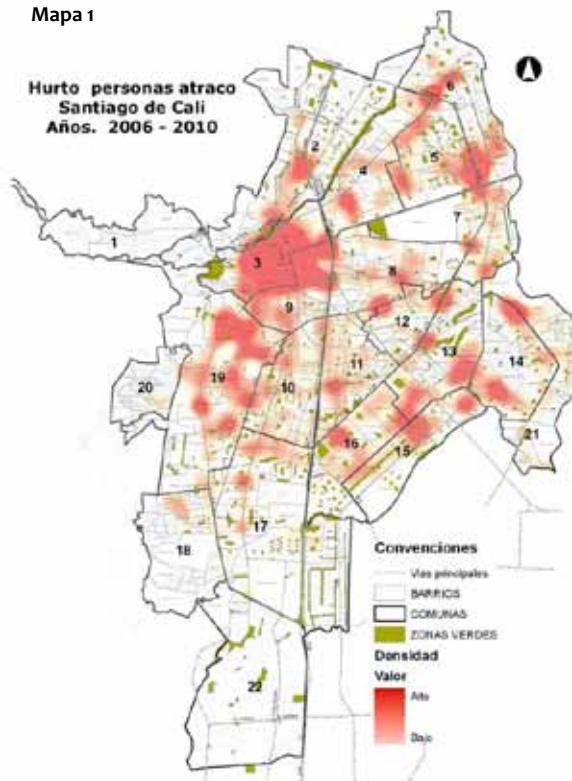 Mapa 1
Hurto personas atraco
Santiago de Cali
Años. 2006 - 2010
6
2
5
4
7
1
3
8
9
12
14
13
19
20
10
11
21
16
15
17
18
22
Convenciones
Vías principales
BARRIOS
COMUNAS
ZONAS VERDES
Densidad
Valor
Alto
Bajo